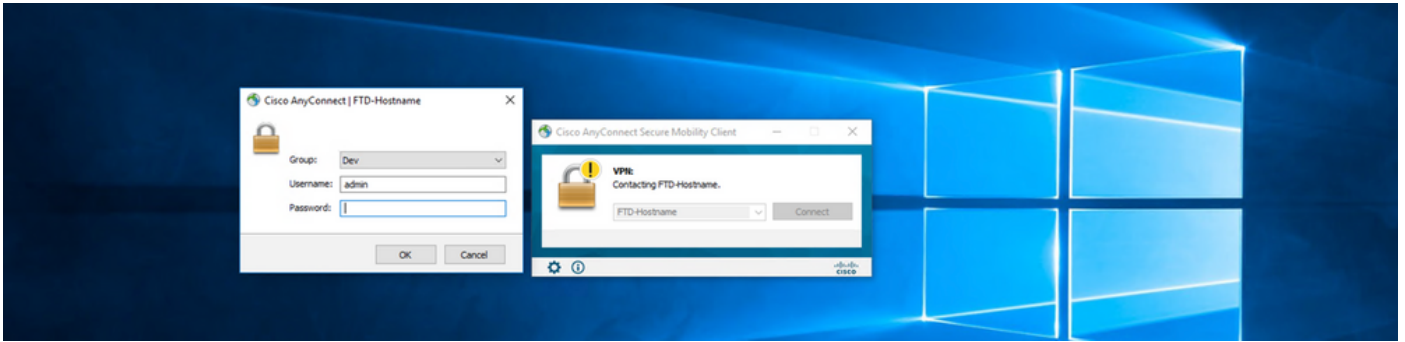 Cisco AnyConnect | FTD-Hostname
Group:
Dev
Username:
admin
Password:
OK
Cancel
Cisco AnyConnect Secure Mobility Client
VPN:
Contacting FTD-Hostname.
FTD-Hostname
Connect
CISCO